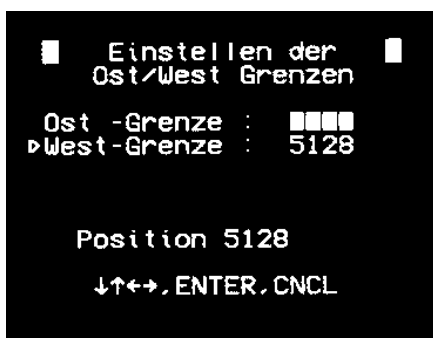 Einstellen der
Ost/West Grenzen
Ost -Grenze : ████
▹West-Grenze : 5128
Position 5128
↓↑←→,ENTER,CNCL